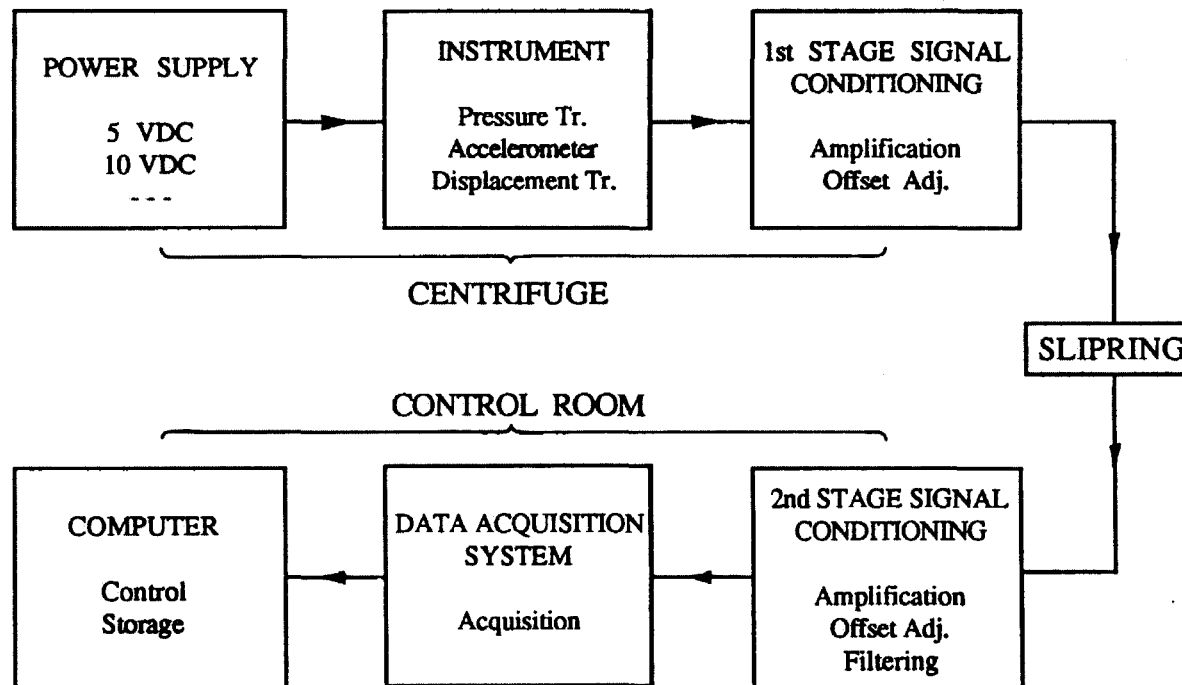 POWER SUPPLY
5 VDC
10 VDC
- - -
INSTRUMENT
Pressure Tr.
Accelerometer
Displacement Tr.
1st STAGE SIGNAL
CONDITIONING
Amplification
Offset Adj.
CENTRIFUGE
SLIPRING
CONTROL ROOM
COMPUTER
Control
Storage
DATA ACQUISITION
SYSTEM
Acquisition
2nd STAGE SIGNAL
CONDITIONING
Amplification
Offset Adj.
Filtering